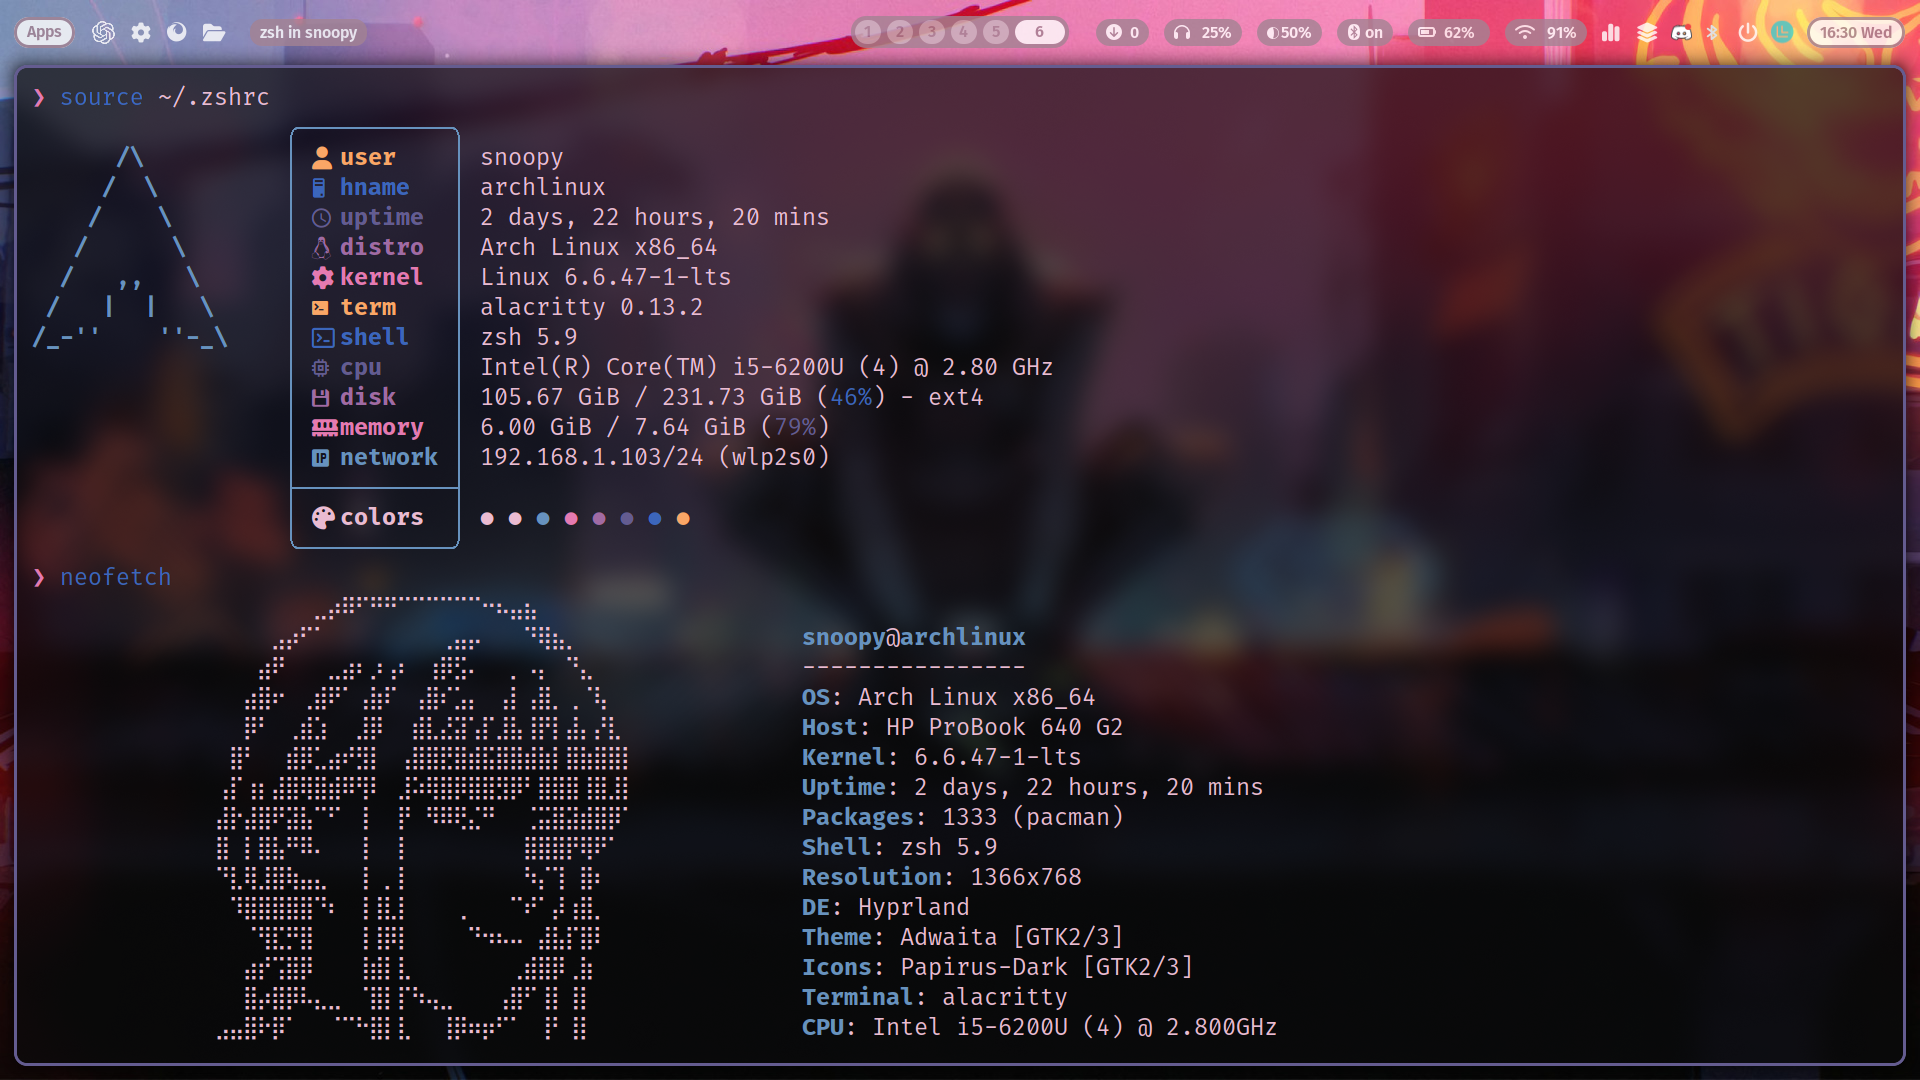 Apps zsh in snoopy 1 2 3 4 5 6 0 25% 50% on 62% 91% 16:30 Wed
❯ source ~/.zshrc
user snoopy
hname archlinux
uptime 2 days, 22 hours, 20 mins
distro Arch Linux x86_64
kernel Linux 6.6.47-1-lts
term alacritty 0.13.2
shell zsh 5.9
cpu Intel(R) Core(TM) i5-6200U (4) @ 2.80 GHz
disk 105.67 GiB / 231.73 GiB (46%) - ext4
memory 6.00 GiB / 7.64 GiB (79%)
network 192.168.1.103/24 (wlp2s0)
colors
❯ neofetch
snoopy@archlinux
----------------
OS: Arch Linux x86_64
Host: HP ProBook 640 G2
Kernel: 6.6.47-1-lts
Uptime: 2 days, 22 hours, 20 mins
Packages: 1333 (pacman)
Shell: zsh 5.9
Resolution: 1366x768
DE: Hyprland
Theme: Adwaita [GTK2/3]
Icons: Papirus-Dark [GTK2/3]
Terminal: alacritty
CPU: Intel i5-6200U (4) @ 2.800GHz